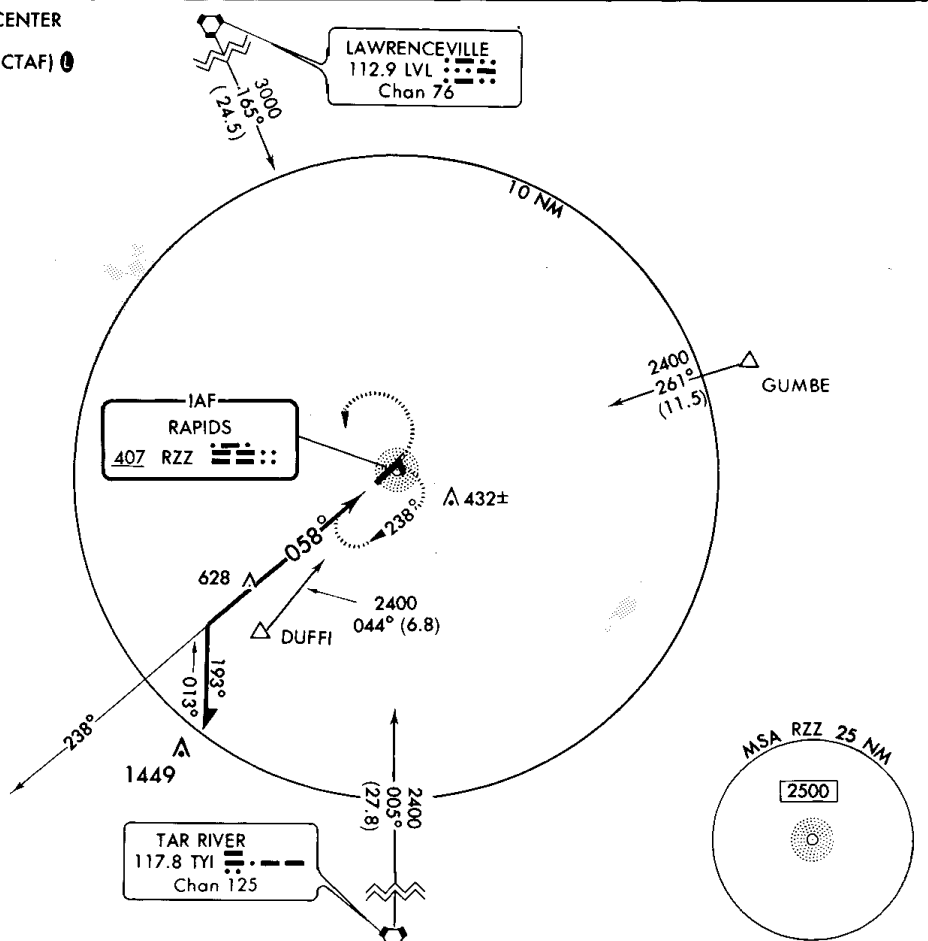 CENTER
CTAF) L
LAWRENCEVILLE
112.9 LVL
Chan 76
3000
165°
(24.5)
10 NM
2400
261°
(11.5)
GUMBE
IAF
RAPIDS
407 RZZ
432±
238°
058°
628
2400
044° (6.8)
DUFFI
193°
013°
238°
1449
2400
005°
(27.8)
TAR RIVER
117.8 TYI
Chan 125
MSA RZZ 25 NM
2500